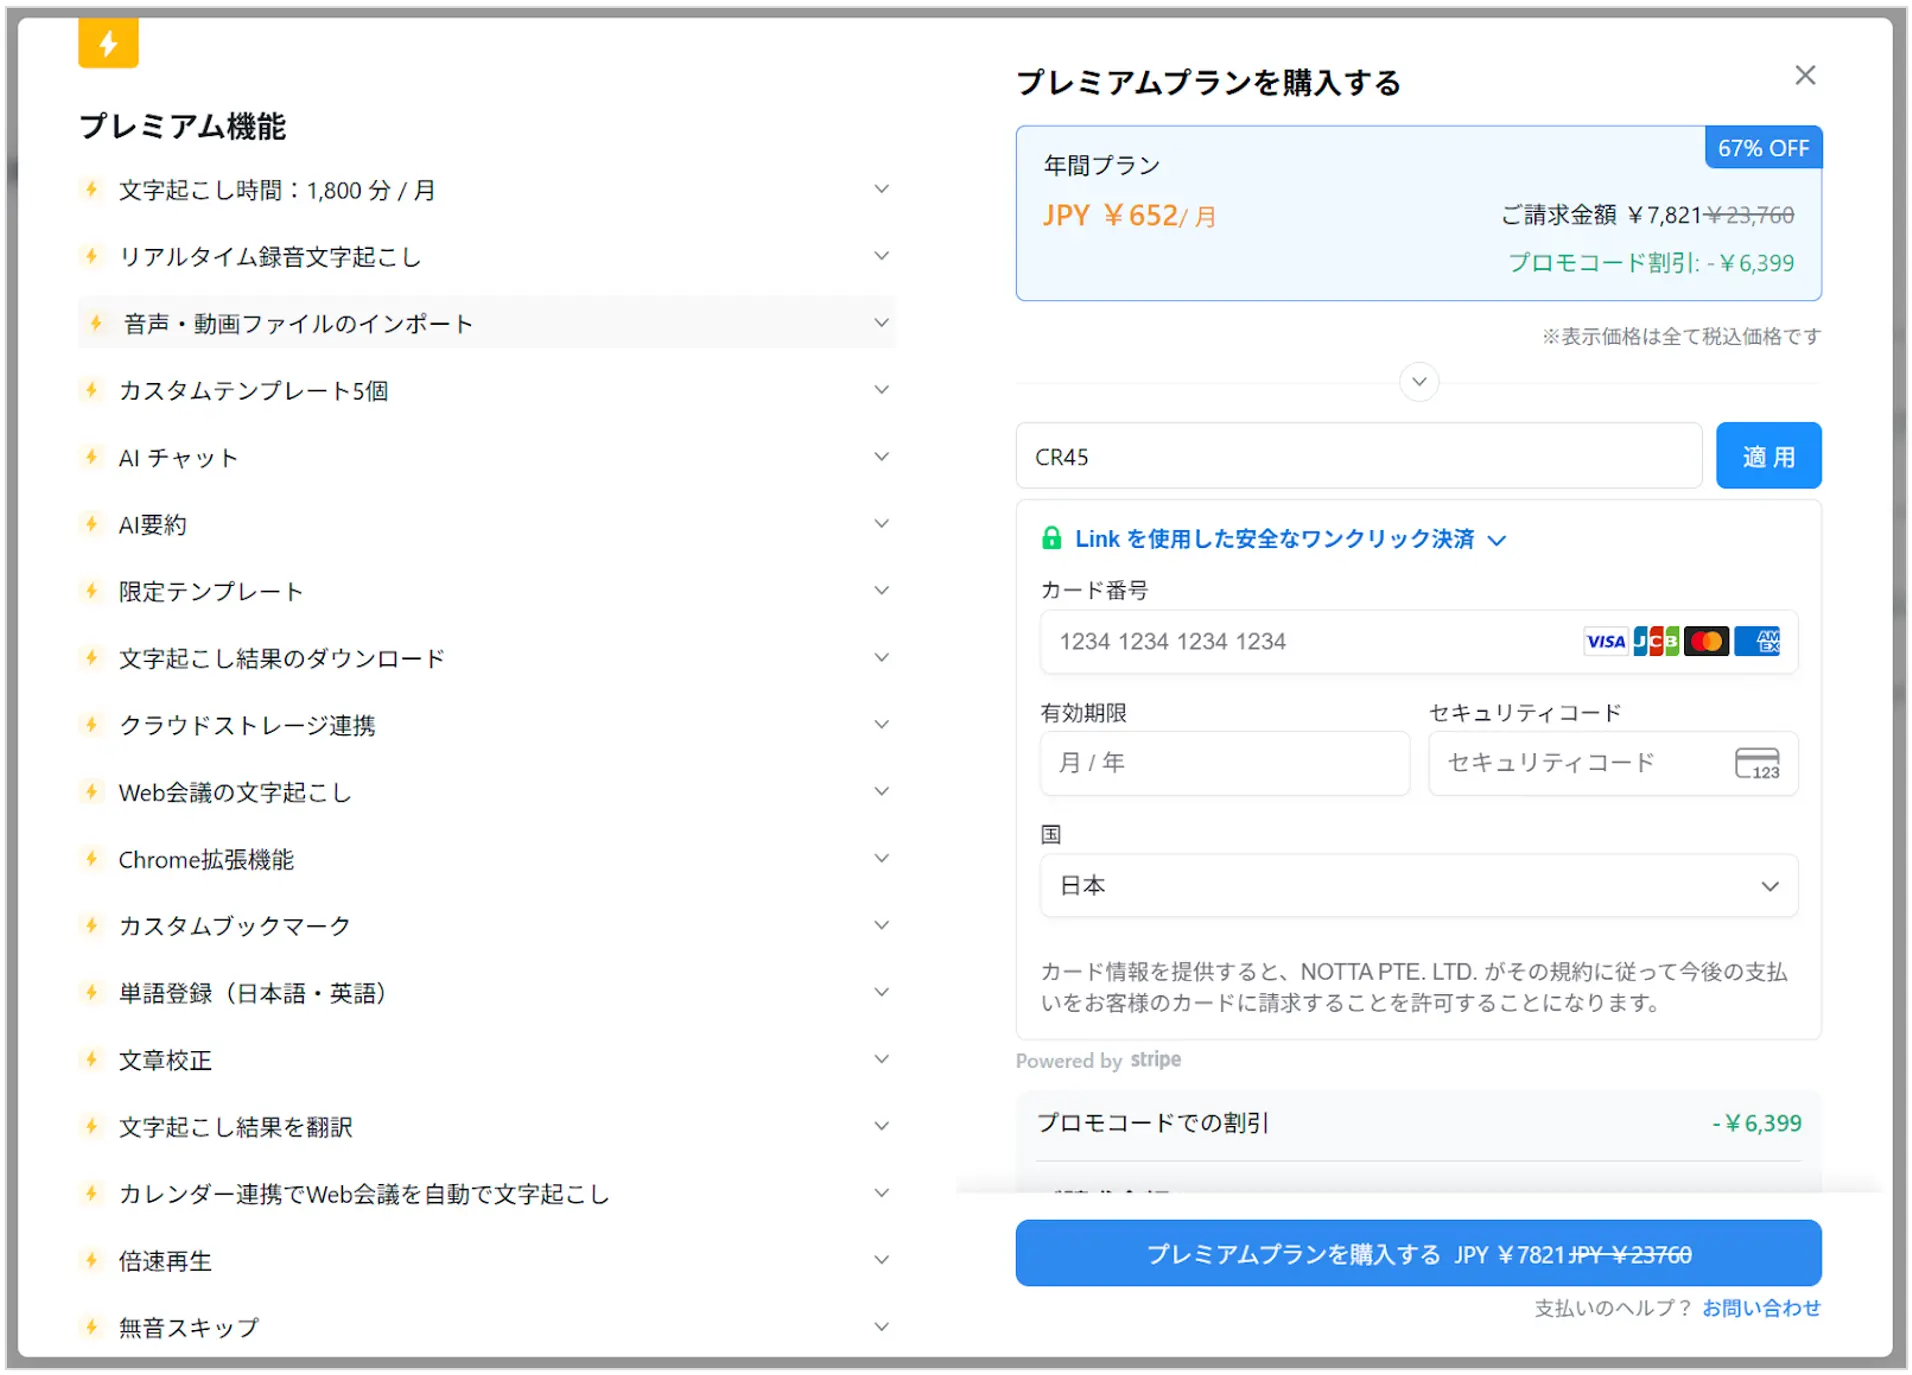 プレミアム機能
文字起こし時間：1,800 分 / 月
リアルタイム録音文字起こし
音声・動画ファイルのインポート
カスタムテンプレート5個
AI チャット
AI要約
限定テンプレート
文字起こし結果のダウンロード
クラウドストレージ連携
Web会議の文字起こし
Chrome拡張機能
カスタムブックマーク
単語登録（日本語・英語）
文章校正
文字起こし結果を翻訳
カレンダー連携でWeb会議を自動で文字起こし
倍速再生
無音スキップ
プレミアムプランを購入する
67% OFF
年間プラン
JPY ￥652/ 月
ご請求金額 ￥7,821￥23,760
プロモコード割引: -￥6,399
※表示価格は全て税込価格です
CR45
適 用
Link を使用した安全なワンクリック決済
カード番号
1234 1234 1234 1234
VISA JCB AMEX
有効期限
セキュリティコード
月 / 年
セキュリティコード
123
国
日本
カード情報を提供すると、NOTTA PTE. LTD. がその規約に従って今後の支払
いをお客様のカードに請求することを許可することになります。
Powered by stripe
プロモコードでの割引
-￥6,399
プレミアムプランを購入する JPY ￥7821 JPY ￥23760
支払いのヘルプ？ お問い合わせ